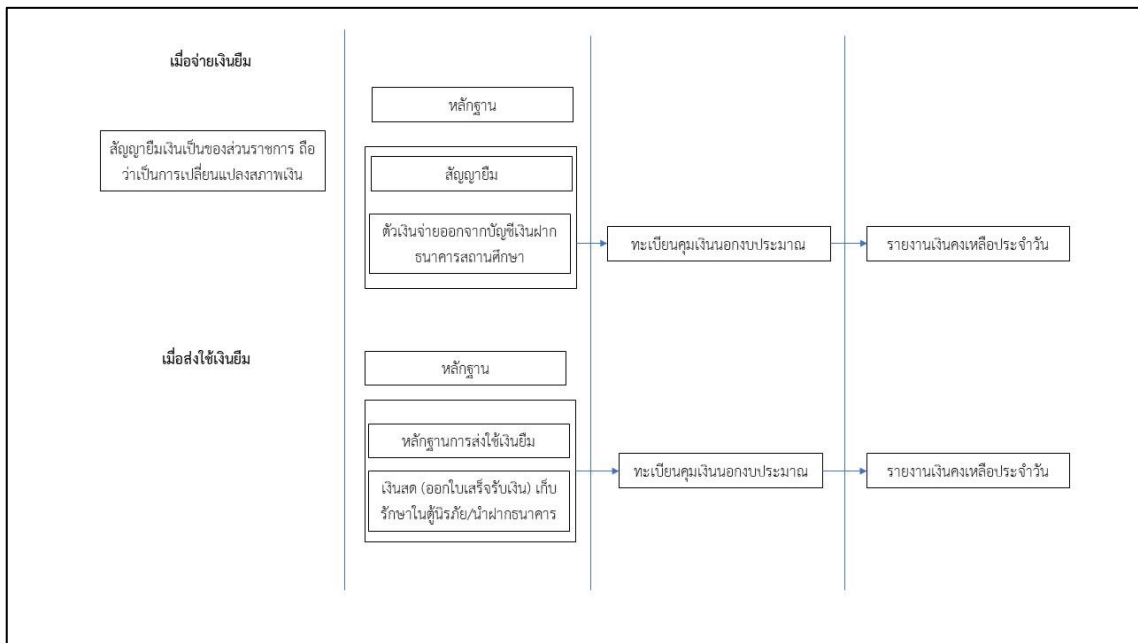 เมื่อจ่ายเงินยืม
หลักฐาน
สัญญายืมเงินเป็นของส่วนราชการ ถือ
ว่าเป็นการเปลี่ยนแปลงสภาพเงิน
สัญญายืม
ตัวเงินจ่ายออกจากบัญชีเงินฝาก
ธนาคารสถานศึกษา
ทะเบียนคุมเงินนอกงบประมาณ
รายงานเงินคงเหลือประจำวัน
เมื่อส่งใช้เงินยืม
หลักฐาน
หลักฐานการส่งใช้เงินยืม
เงินสด (ออกใบเสร็จรับเงิน) เก็บ
รักษาในตู้นิรภัย/นำฝากธนาคาร
ทะเบียนคุมเงินนอกงบประมาณ
รายงานเงินคงเหลือประจำวัน